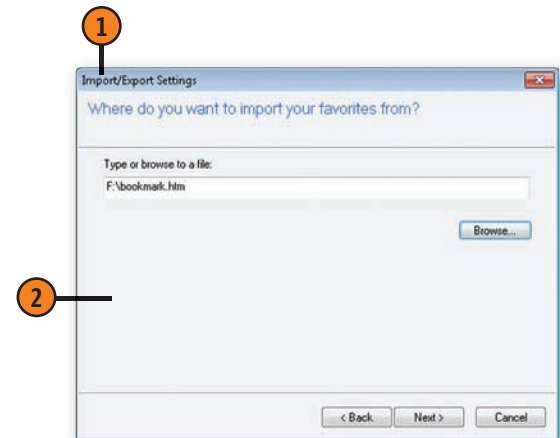 1
Import/Export Settings
Where do you want to import your favorites from?
Type or browse to a file:
F:\bookmark.htm
Browse...
2
< Back Next > Cancel